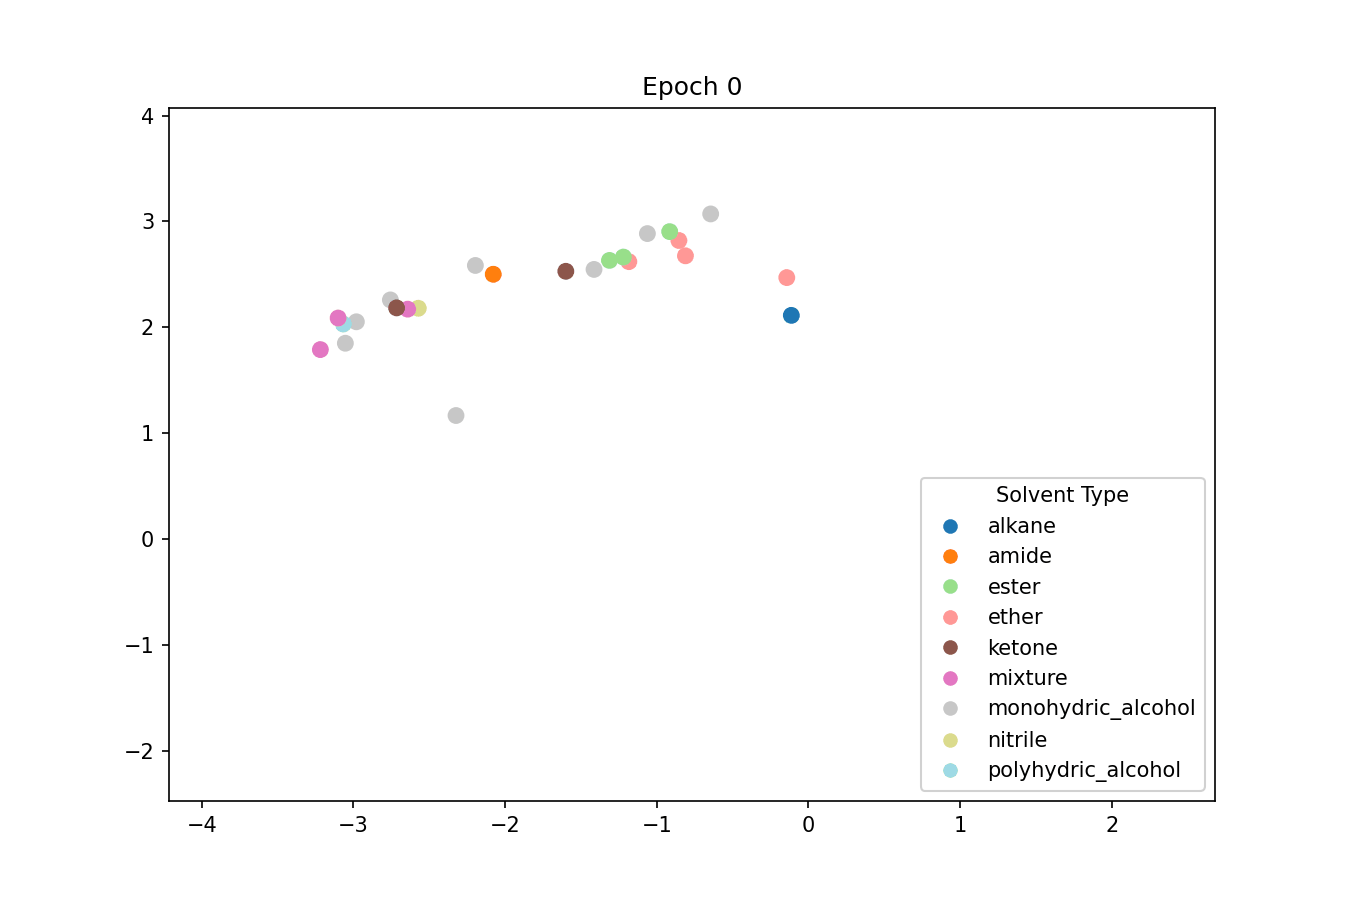 Epoch 0
4
3
2
1
0
−1
−2
−4
−3
−2
−1
0
1
2
Solvent Type
alkane
amide
ester
ether
ketone
mixture
monohydric_alcohol
nitrile
polyhydric_alcohol